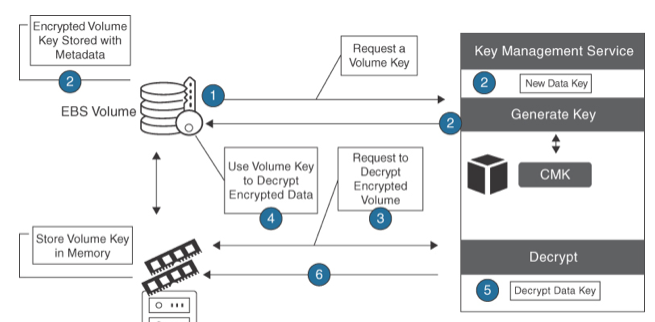 Encrypted Volume
Key Stored with
Metadata
2
EBS Volume
1
Request a
Volume Key
2
Key Management Service
2 New Data Key
Generate Key
CMK
Use Volume Key
to Decrypt
Encrypted Data
4
Request to
Decrypt
Encrypted
Volume
3
Store Volume Key
in Memory
6
Decrypt
5 Decrypt Data Key